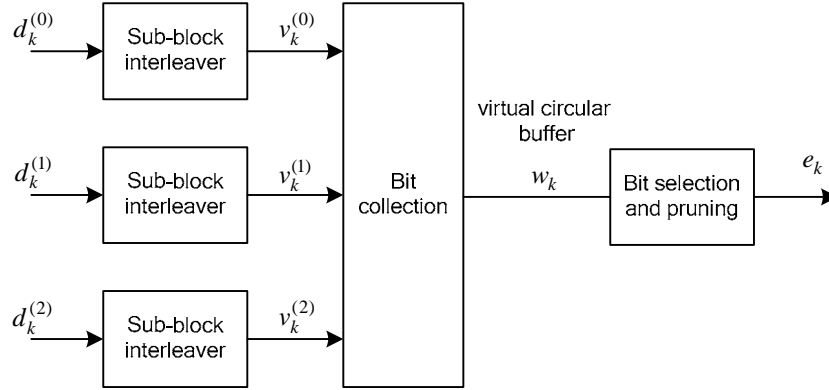 d_k^{(0)}
Sub-block
interleaver
v_k^{(0)}
d_k^{(1)}
Sub-block
interleaver
v_k^{(1)}
d_k^{(2)}
Sub-block
interleaver
v_k^{(2)}
Bit
collection
virtual circular
buffer
w_k
Bit selection
and pruning
e_k